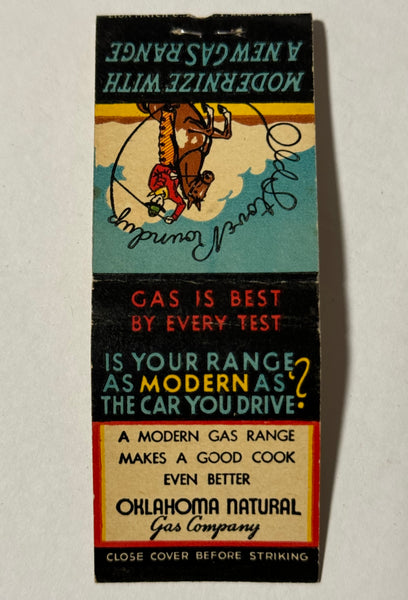 MODERNIZE WITH
A NEW GAS RANGE
Old Stove Roundup
GAS IS BEST
BY EVERY TEST
IS YOUR RANGE
AS MODERN AS
THE CAR YOU DRIVE?
A MODERN GAS RANGE
MAKES A GOOD COOK
EVEN BETTER
OKLAHOMA NATURAL
Gas Company
CLOSE COVER BEFORE STRIKING